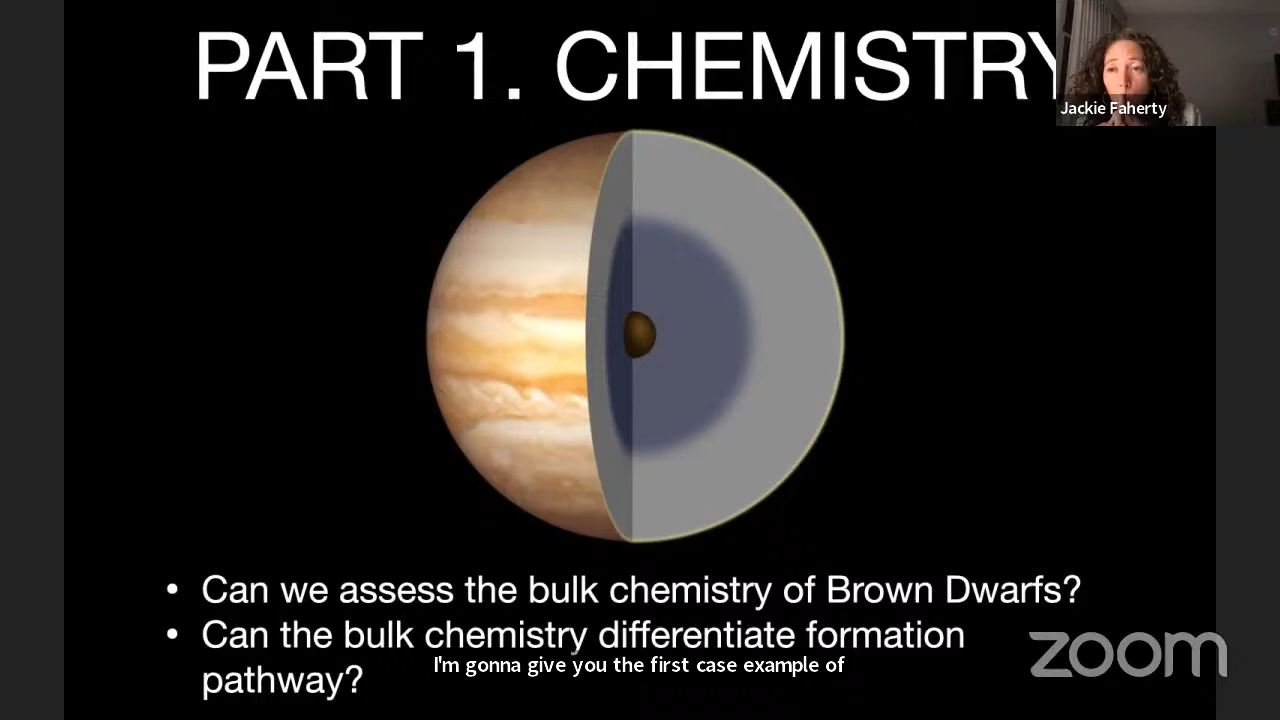 PART 1. CHEMISTRY
Jackie Faherty
• Can we assess the bulk chemistry of Brown Dwarfs?
• Can the bulk chemistry differentiate formation
pathway?
I'm gonna give you the first case example of
zoom